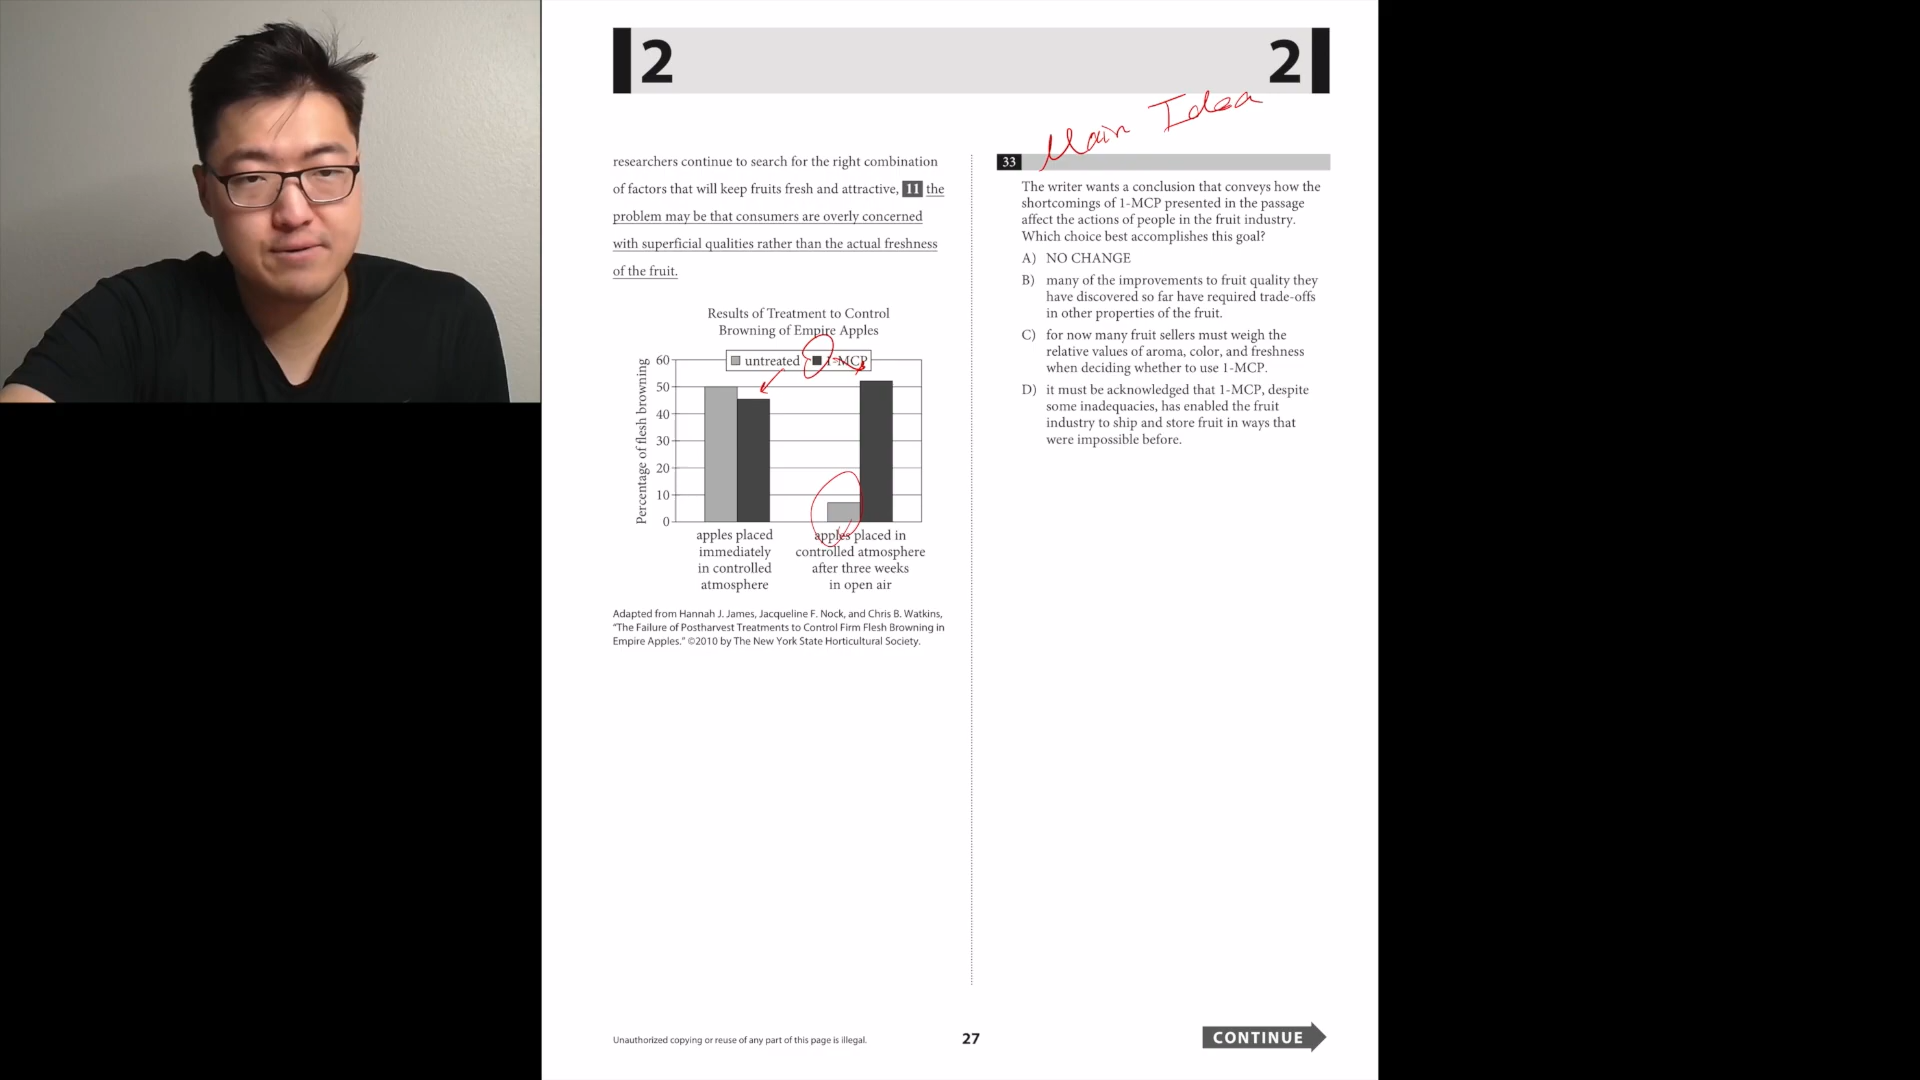 2 2
Main Idea
researchers continue to search for the right combination
of factors that will keep fruits fresh and attractive, 11 the
problem may be that consumers are overly concerned
with superficial qualities rather than the actual freshness
of the fruit.
Results of Treatment to Control
Browning of Empire Apples
untreated 1-MCP
Percentage of flesh browning
60
50
40
30
20
10
0
apples placed
immediately
in controlled
atmosphere
apples placed in
controlled atmosphere
after three weeks
in open air
Adapted from Hannah J. James, Jacqueline F. Nock, and Chris B. Watkins,
“The Failure of Postharvest Treatments to Control Firm Flesh Browning in
Empire Apples.” ©2010 by The New York State Horticultural Society.
33
The writer wants a conclusion that conveys how the
shortcomings of 1-MCP presented in the passage
affect the actions of people in the fruit industry.
Which choice best accomplishes this goal?
A) NO CHANGE
B) many of the improvements to fruit quality they
have discovered so far have required trade-offs
in other properties of the fruit.
C) for now many fruit sellers must weigh the
relative values of aroma, color, and freshness
when deciding whether to use 1-MCP.
D) it must be acknowledged that 1-MCP, despite
some inadequacies, has enabled the fruit
industry to ship and store fruit in ways that
were impossible before.
Unauthorized copying or reuse of any part of this page is illegal.
27
CONTINUE